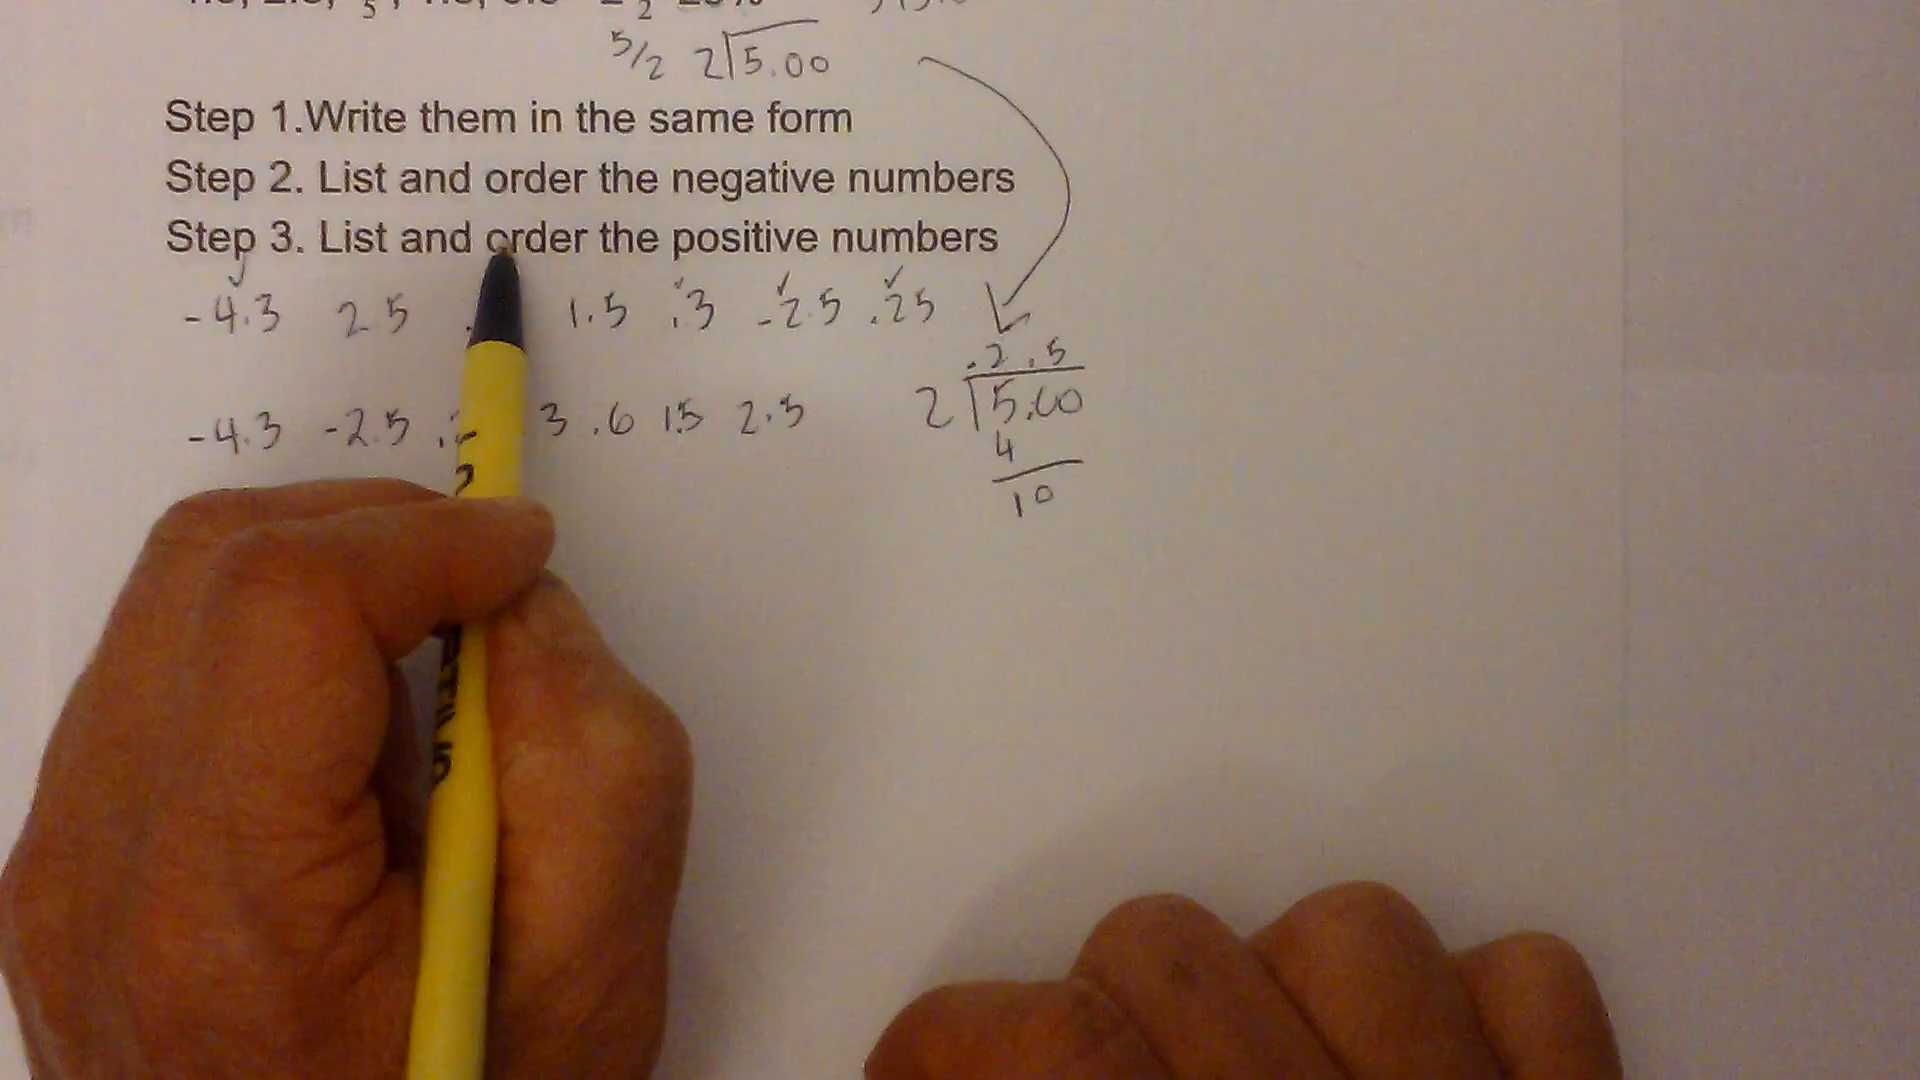 5/2 2 5.00
Step 1.Write them in the same form
Step 2. List and order the negative numbers
Step 3. List and order the positive numbers
-4.3 2.5 1.5 .3 -2.5 .25
.2.5
2 5.00
-4.3 -2.5 3 .6 1.5 2.5
4
10